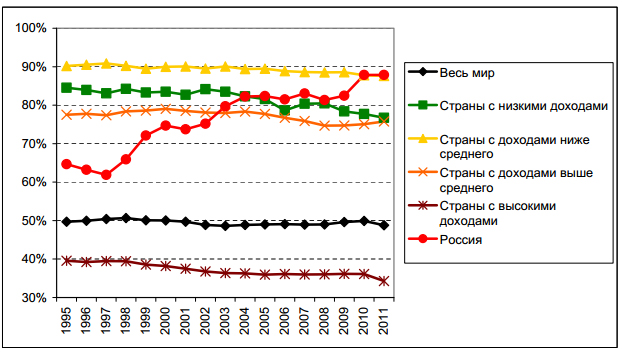 100%
90%
80%
70%
60%
50%
40%
30%
1995
1996
1997
1998
1999
2000
2001
2002
2003
2004
2005
2006
2007
2008
2009
2010
2011
Весь мир
Страны с низкими доходами
Страны с доходами ниже
среднего
Страны с доходами выше
среднего
Страны с высокими
доходами
Россия